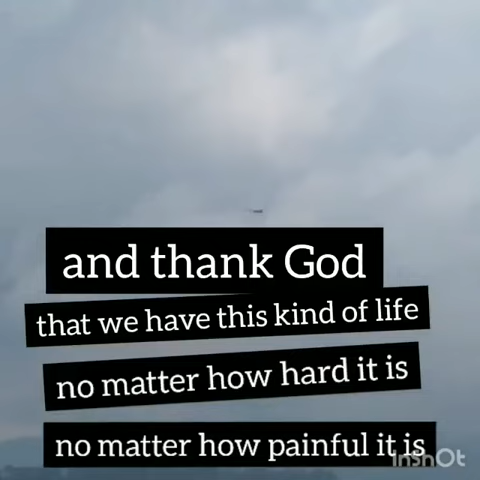 and thank God
that we have this kind of life
no matter how hard it is
no matter how painful it is
InShOt